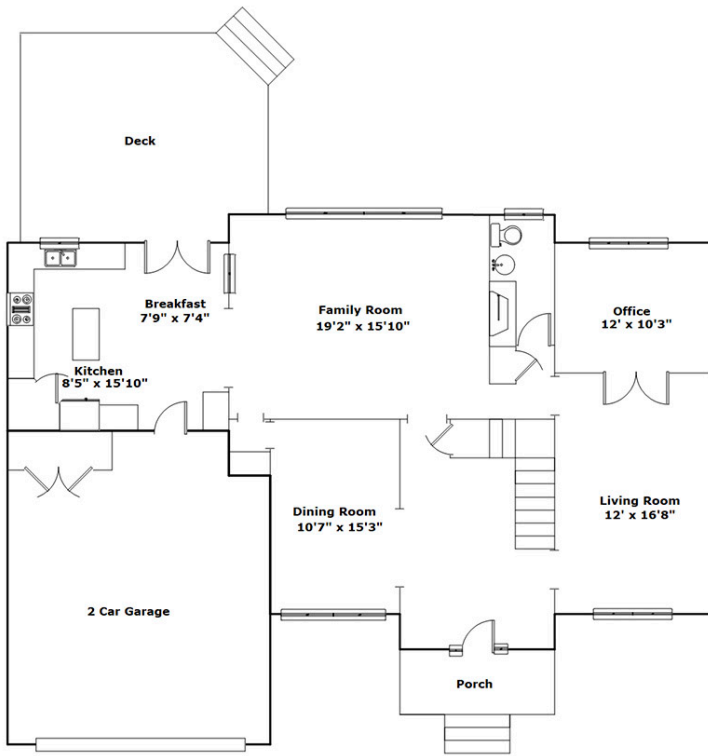 Deck
Breakfast
7'9" x 7'4"
Family Room
19'2" x 15'10"
Office
12' x 10'3"
Kitchen
8'5" x 15'10"
Dining Room
10'7" x 15'3"
Living Room
12' x 16'8"
2 Car Garage
Porch